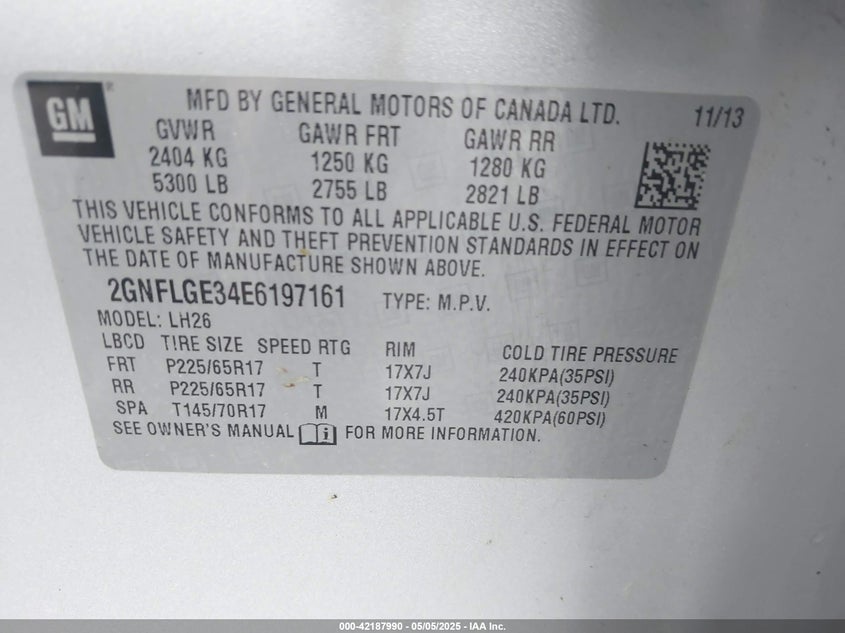 GM
MFD BY GENERAL MOTORS OF CANADA LTD. 11/13
GVWR GAWR FRT GAWR RR
2404 KG 1250 KG 1280 KG
5300 LB 2755 LB 2821 LB
THIS VEHICLE CONFORMS TO ALL APPLICABLE U.S. FEDERAL MOTOR
VEHICLE SAFETY AND THEFT PREVENTION STANDARDS IN EFFECT ON
THE DATE OF MANUFACTURE SHOWN ABOVE.
2GNFLGE34E6197161 TYPE: M.P.V.
MODEL: LH26
LBCD TIRE SIZE SPEED RTG RIM COLD TIRE PRESSURE
FRT P225/65R17 T 17X7J 240KPA(35PSI)
RR P225/65R17 T 17X7J 240KPA(35PSI)
SPA T145/70R17 M 17X4.5T 420KPA(60PSI)
SEE OWNER'S MANUAL i FOR MORE INFORMATION.
000-42187990 - 05/05/2025 - IAA Inc.